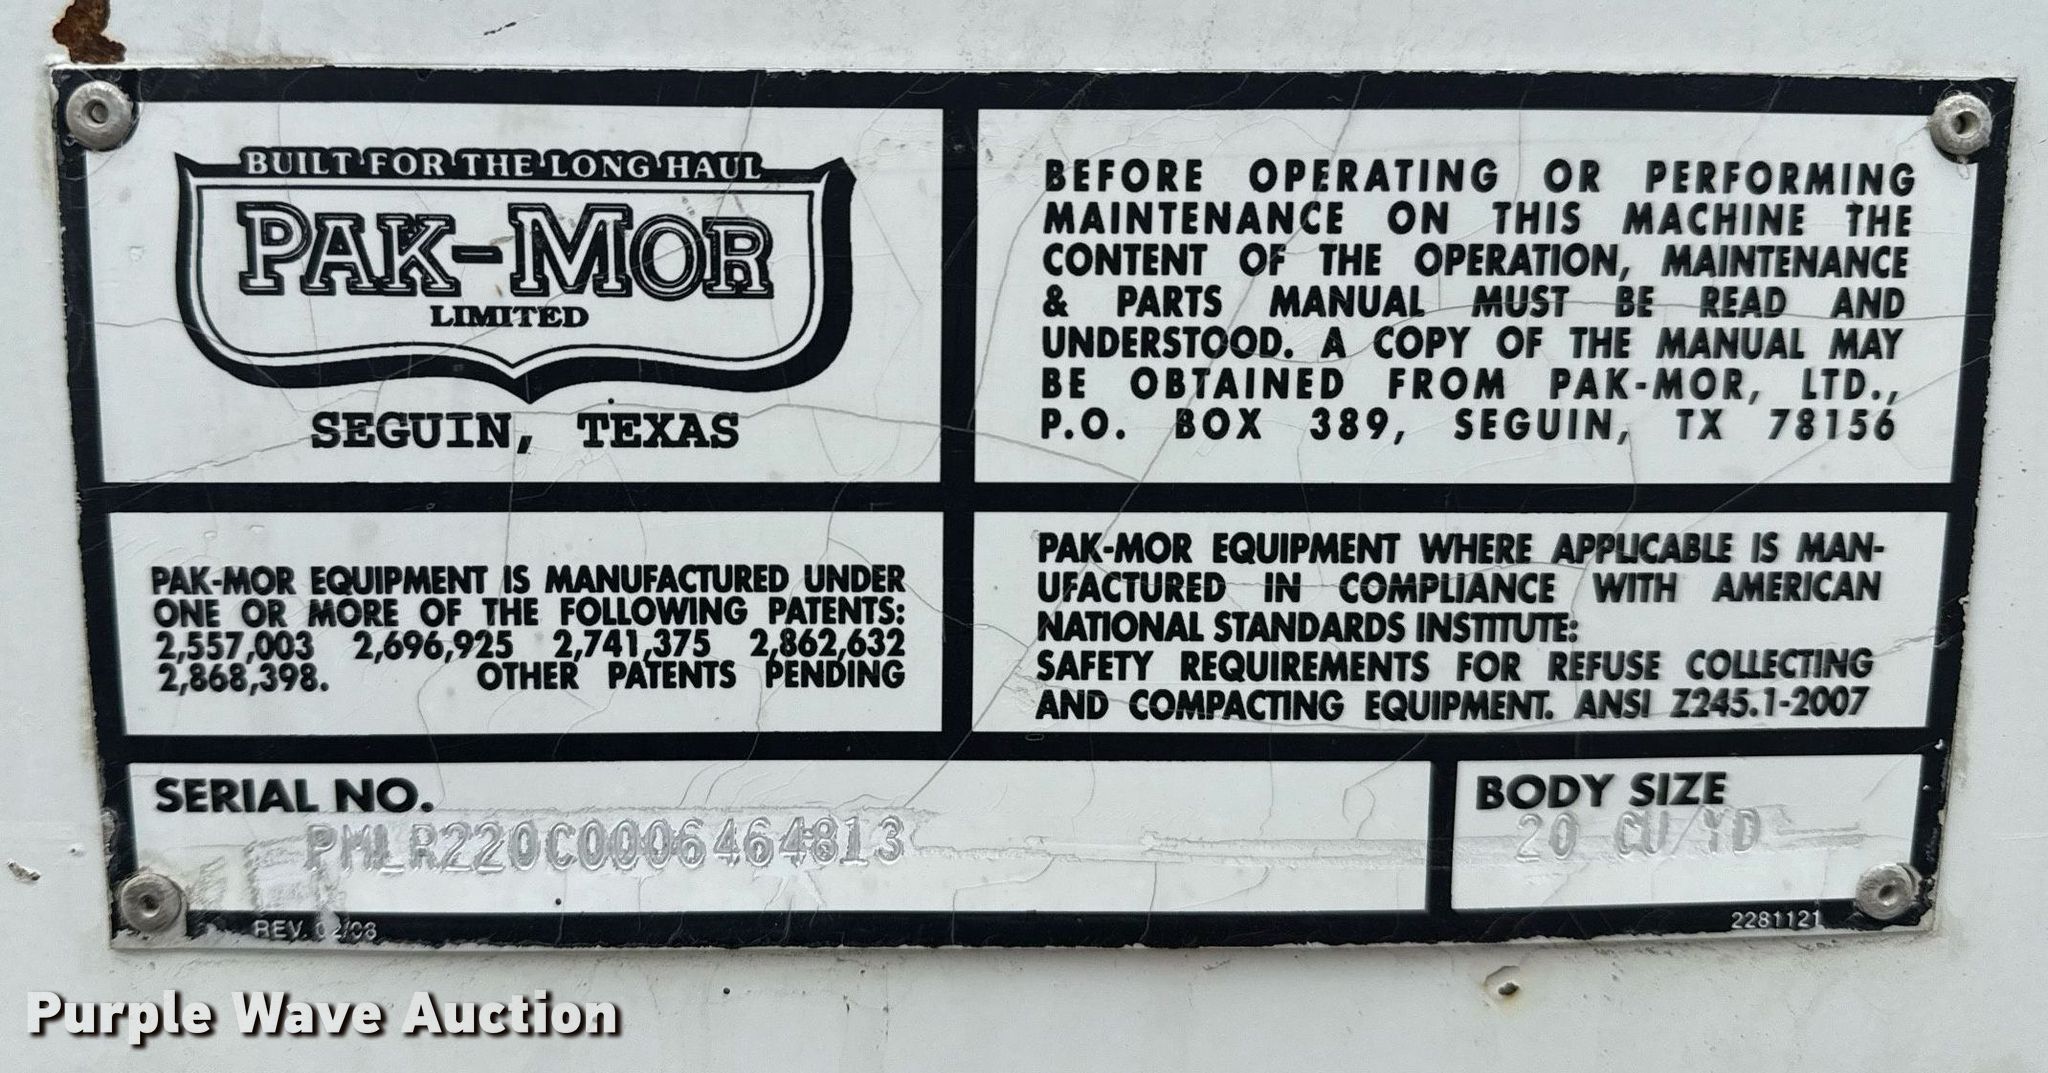 BUILT FOR THE LONG HAUL
PAK-MOR
LIMITED
SEGUIN, TEXAS
BEFORE OPERATING OR PERFORMING
MAINTENANCE ON THIS MACHINE THE
CONTENT OF THE OPERATION, MAINTENANCE
& PARTS MANUAL MUST BE READ AND
UNDERSTOOD. A COPY OF THE MANUAL MAY
BE OBTAINED FROM PAK-MOR, LTD.,
P.O. BOX 389, SEGUIN, TX 78156
PAK-MOR EQUIPMENT IS MANUFACTURED UNDER
ONE OR MORE OF THE FOLLOWING PATENTS:
2,557,003 2,696,925 2,741,375 2,862,632
2,868,398. OTHER PATENTS PENDING
PAK-MOR EQUIPMENT WHERE APPLICABLE IS MAN-
UFACTURED IN COMPLIANCE WITH AMERICAN
NATIONAL STANDARDS INSTITUTE:
SAFETY REQUIREMENTS FOR REFUSE COLLECTING
AND COMPACTING EQUIPMENT. ANSI Z245.1-2007
SERIAL NO.
PMLR220C0006464813
BODY SIZE
20 CU/YD
REV. 02/08
2281121
Purple Wave Auction